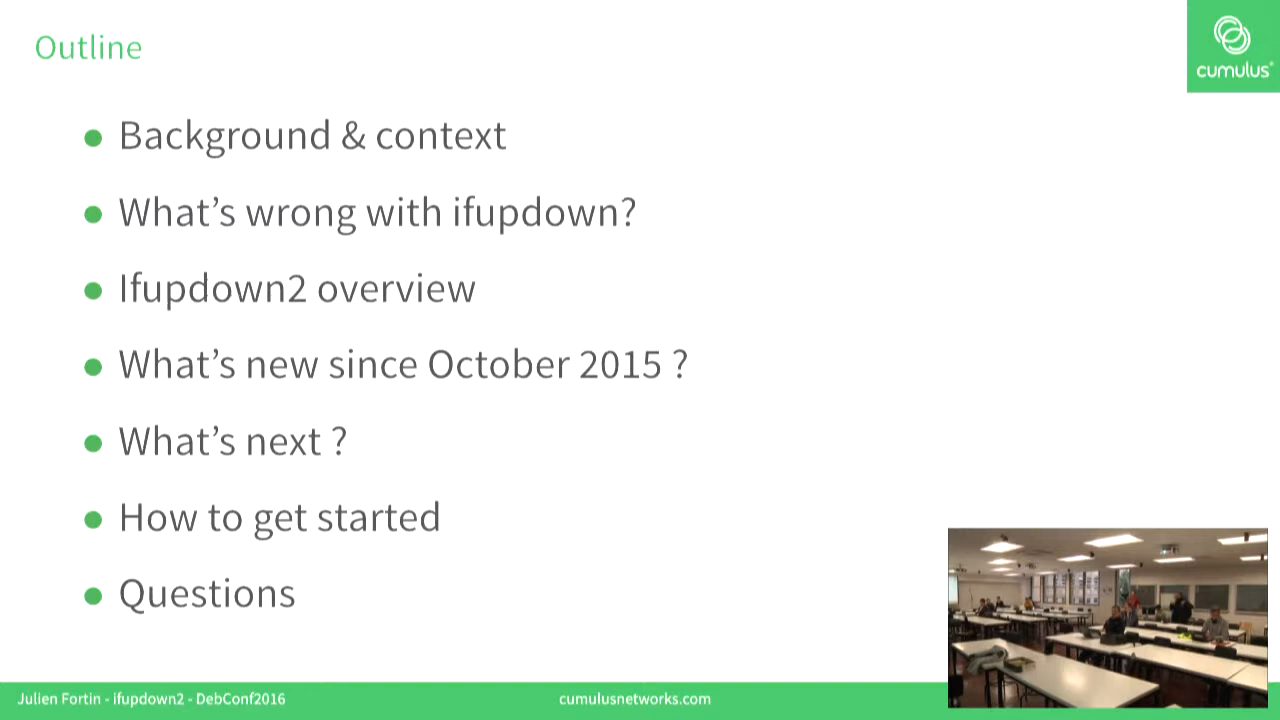 Outline
cumulus®
● Background & context
● What’s wrong with ifupdown?
● Ifupdown2 overview
● What’s new since October 2015 ?
● What’s next ?
● How to get started
● Questions
Julien Fortin - ifupdown2 - DebConf2016
cumulusnetworks.com